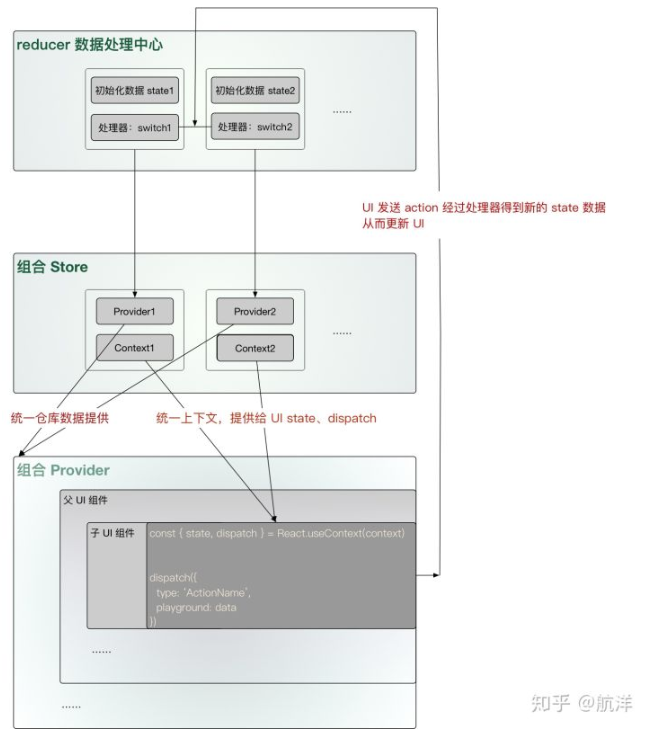 reducer 数据处理中心
初始化数据 state1
初始化数据 state2
处理器：switch1
处理器：switch2
......
UI 发送 action 经过处理器得到新的 state 数据
从而更新 UI
组合 Store
Provider1
Provider2
Context1
Context2
......
统一仓库数据提供
统一上下文，提供给 UI state、dispatch
组合 Provider
父 UI 组件
子 UI 组件
const { state, dispatch } = React.useContext(context)
dispatch({
type: 'ActionName',
playground: data
})
......
......
知乎 @航洋